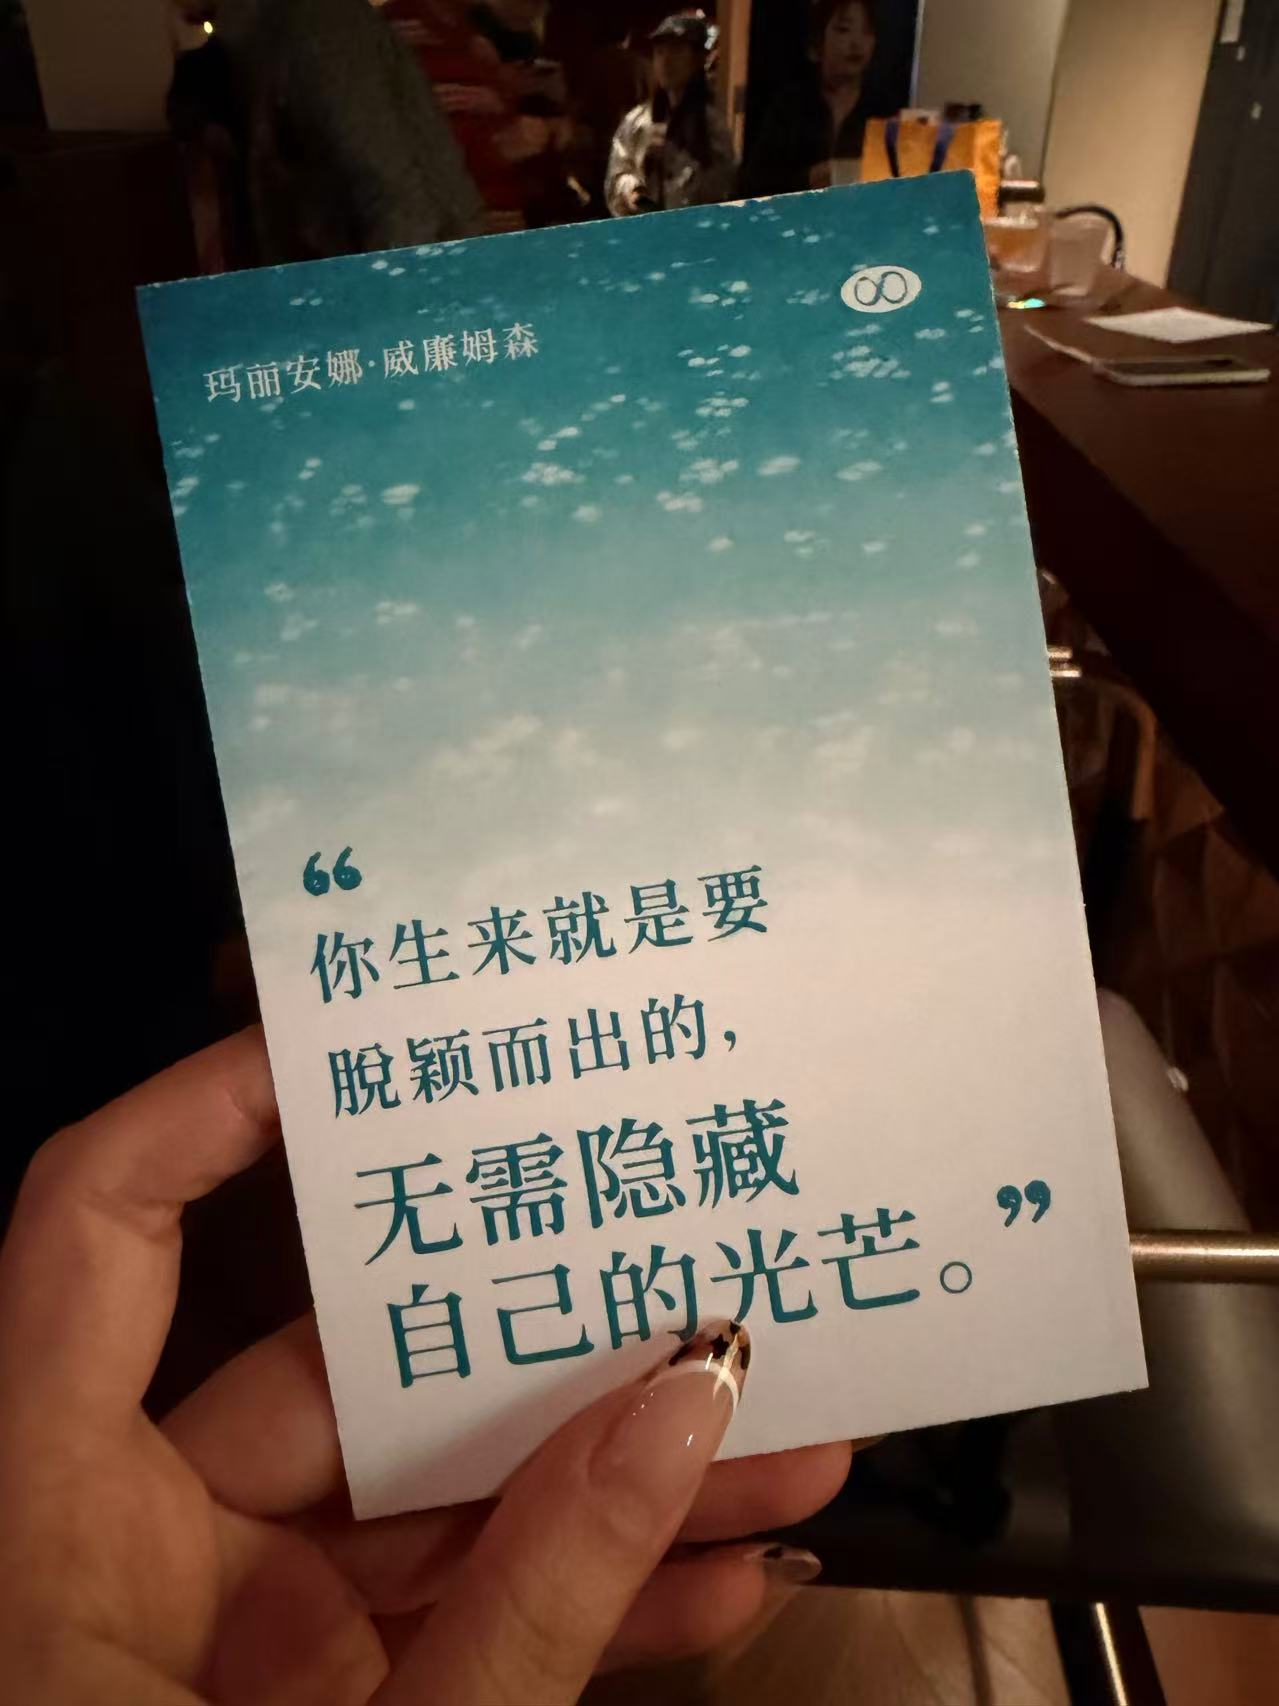 玛丽安娜·威廉姆森
“
你生来就是要
脱颖而出的，
无需隐藏
自己的光芒。”